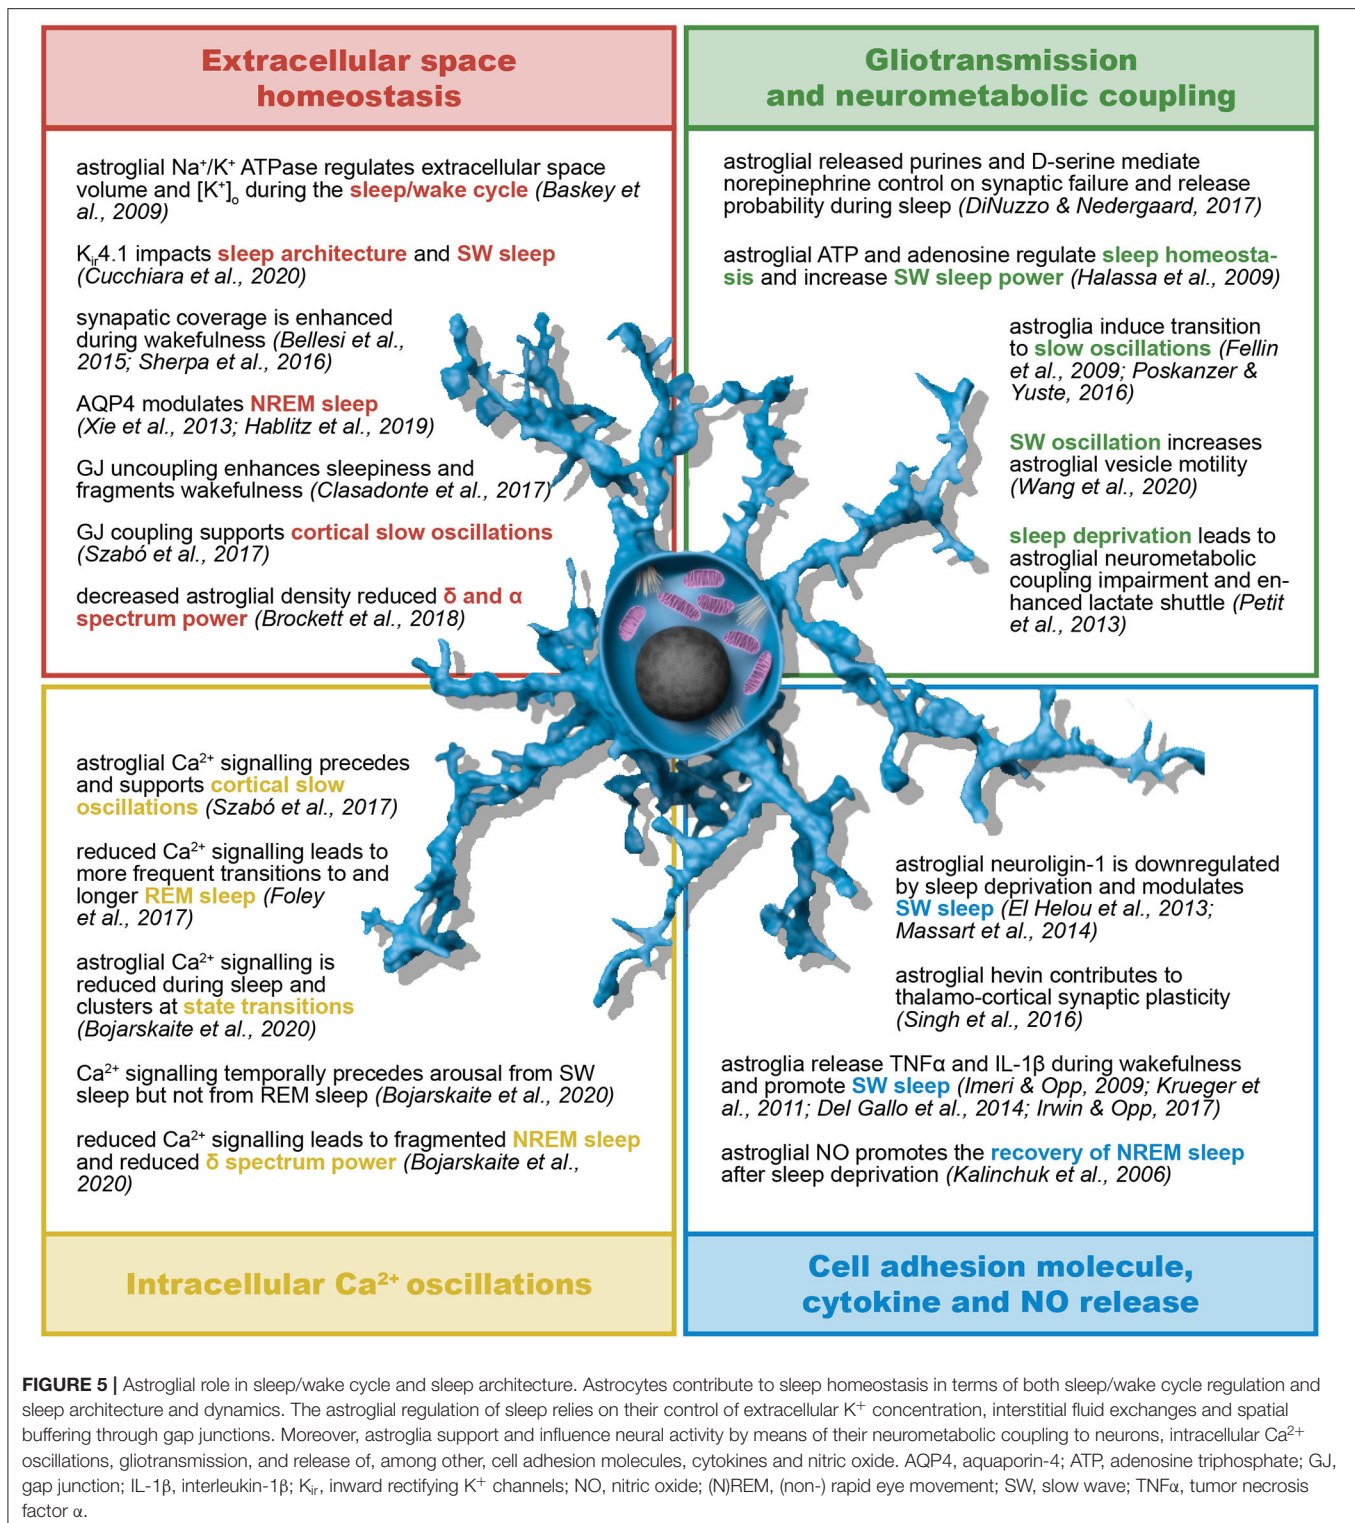 Extracellular space
homeostasis
astroglial Na⁺/K⁺ ATPase regulates extracellular space
volume and [K⁺]ₒ during the sleep/wake cycle (Baskey et
al., 2009)
Kᵢᵣ4.1 impacts sleep architecture and SW sleep
(Cucchiara et al., 2020)
synapatic coverage is enhanced
during wakefulness (Bellesi et al.,
2015; Sherpa et al., 2016)
AQP4 modulates NREM sleep
(Xie et al., 2013; Hablitz et al., 2019)
GJ uncoupling enhances sleepiness and
fragments wakefulness (Clasadonte et al., 2017)
GJ coupling supports cortical slow oscillations
(Szabó et al., 2017)
decreased astroglial density reduced δ and α
spectrum power (Brockett et al., 2018)
Gliotransmission
and neurometabolic coupling
astroglial released purines and D-serine mediate
norepinephrine control on synaptic failure and release
probability during sleep (DiNuzzo & Nedergaard, 2017)
astroglial ATP and adenosine regulate sleep homeosta-
sis and increase SW sleep power (Halassa et al., 2009)
astroglia induce transition
to slow oscillations (Fellin
et al., 2009; Poskanzer &
Yuste, 2016)
SW oscillation increases
astroglial vesicle motility
(Wang et al., 2020)
sleep deprivation leads to
astroglial neurometabolic
coupling impairment and en-
hanced lactate shuttle (Petit
et al., 2013)
astroglial Ca²⁺ signalling precedes
and supports cortical slow
oscillations (Szabó et al., 2017)
reduced Ca²⁺ signalling leads to
more frequent transitions to and
longer REM sleep (Foley
et al., 2017)
astroglial Ca²⁺ signalling is
reduced during sleep and
clusters at state transitions
(Bojarskaite et al., 2020)
Ca²⁺ signalling temporally precedes arousal from SW
sleep but not from REM sleep (Bojarskaite et al., 2020)
reduced Ca²⁺ signalling leads to fragmented NREM sleep
and reduced δ spectrum power (Bojarskaite et al.,
2020)
Intracellular Ca²⁺ oscillations
astroglial neuroligin-1 is downregulated
by sleep deprivation and modulates
SW sleep (El Helou et al., 2013;
Massart et al., 2014)
astroglial hevin contributes to
thalamo-cortical synaptic plasticity
(Singh et al., 2016)
astroglia release TNFα and IL-1β during wakefulness
and promote SW sleep (Imeri & Opp, 2009; Krueger et
al., 2011; Del Gallo et al., 2014; Irwin & Opp, 2017)
astroglial NO promotes the recovery of NREM sleep
after sleep deprivation (Kalinchuk et al., 2006)
Cell adhesion molecule,
cytokine and NO release
FIGURE 5 | Astroglial role in sleep/wake cycle and sleep architecture. Astrocytes contribute to sleep homeostasis in terms of both sleep/wake cycle regulation and
sleep architecture and dynamics. The astroglial regulation of sleep relies on their control of extracellular K⁺ concentration, interstitial fluid exchanges and spatial
buffering through gap junctions. Moreover, astroglia support and influence neural activity by means of their neurometabolic coupling to neurons, intracellular Ca²⁺
oscillations, gliotransmission, and release of, among other, cell adhesion molecules, cytokines and nitric oxide. AQP4, aquaporin-4; ATP, adenosine triphosphate; GJ,
gap junction; IL-1β, interleukin-1β; Kᵢᵣ, inward rectifying K⁺ channels; NO, nitric oxide; (N)REM, (non-) rapid eye movement; SW, slow wave; TNFα, tumor necrosis
factor α.